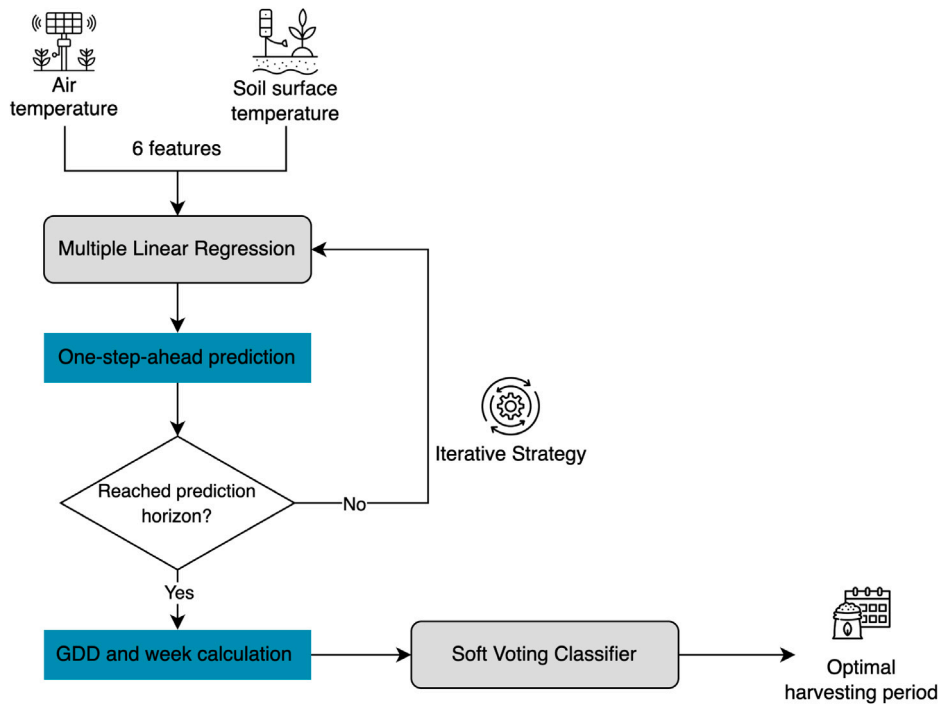 Air
temperature
Soil surface
temperature
6 features
Multiple Linear Regression
One-step-ahead prediction
Iterative Strategy
Reached prediction
horizon?
No
Yes
GDD and week calculation
Soft Voting Classifier
Optimal
harvesting period